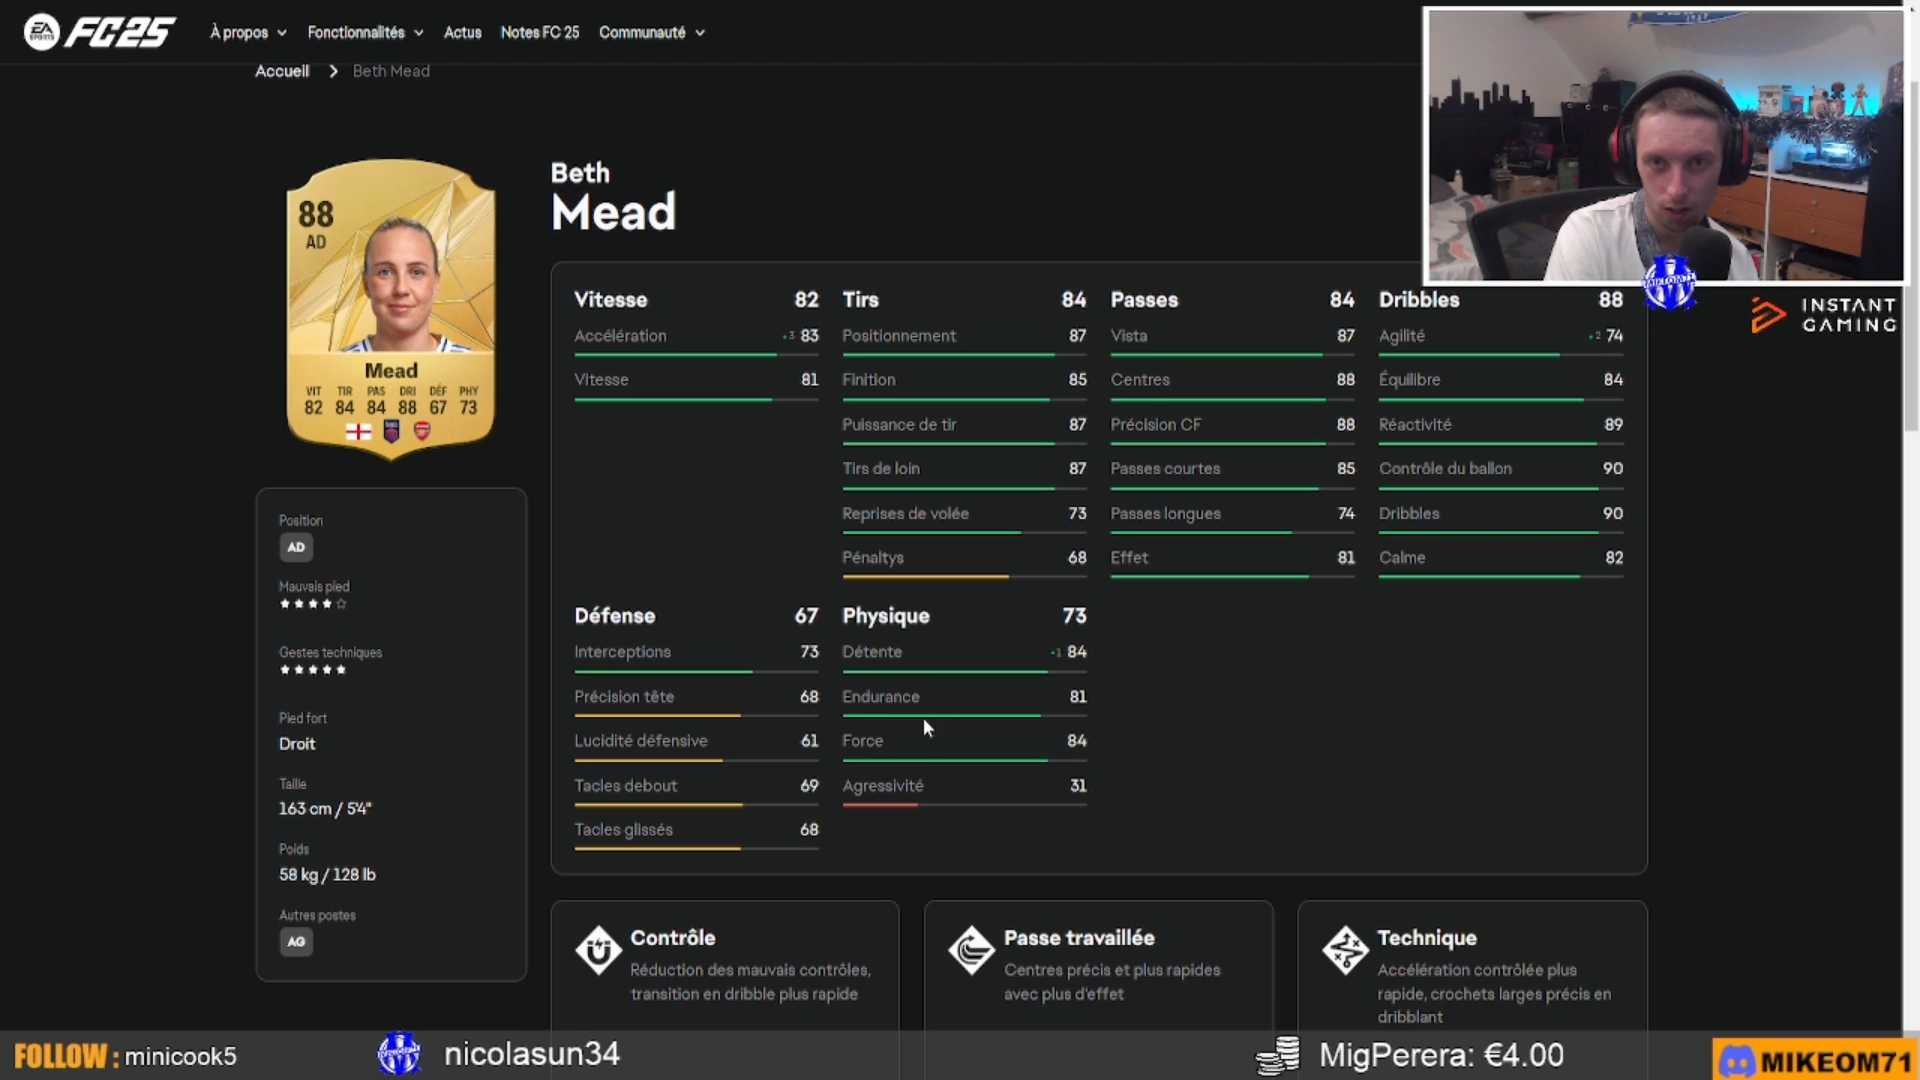 EA SPORTS FC25
À propos
Fonctionnalités
Actus
Notes FC 25
Communauté
Accueil > Beth Mead
88
AD
Mead
VIT TIR PAS DRI DÉF PHY
82 84 84 88 67 73
Beth
Mead
Position
AD
Mauvais pied
Gestes techniques
Pied fort
Droit
Taille
163 cm / 5'4"
Poids
58 kg / 128 lb
Autres postes
AG
Vitesse 82
Accélération +3 83
Vitesse 81
Tirs 84
Positionnement 87
Finition 85
Puissance de tir 87
Tirs de loin 87
Reprises de volée 73
Pénaltys 68
Passes 84
Vista 87
Centres 88
Précision CF 88
Passes courtes 85
Passes longues 74
Effet 81
Dribbles 88
Agilité +2 74
Équilibre 84
Réactivité 89
Contrôle du ballon 90
Dribbles 90
Calme 82
Défense 67
Interceptions 73
Précision tête 68
Lucidité défensive 61
Tacles debout 69
Tacles glissés 68
Physique 73
Détente +1 84
Endurance 81
Force 84
Agressivité 31
Contrôle
Réduction des mauvais contrôles,
transition en dribble plus rapide
Passe travaillée
Centres précis et plus rapides
avec plus d'effet
Technique
Accélération contrôlée plus
rapide, crochets larges précis en
dribblant
INSTANT
GAMING
FOLLOW : minicook5
nicolasun34
MigPerera: €4.00
MIKEOM71